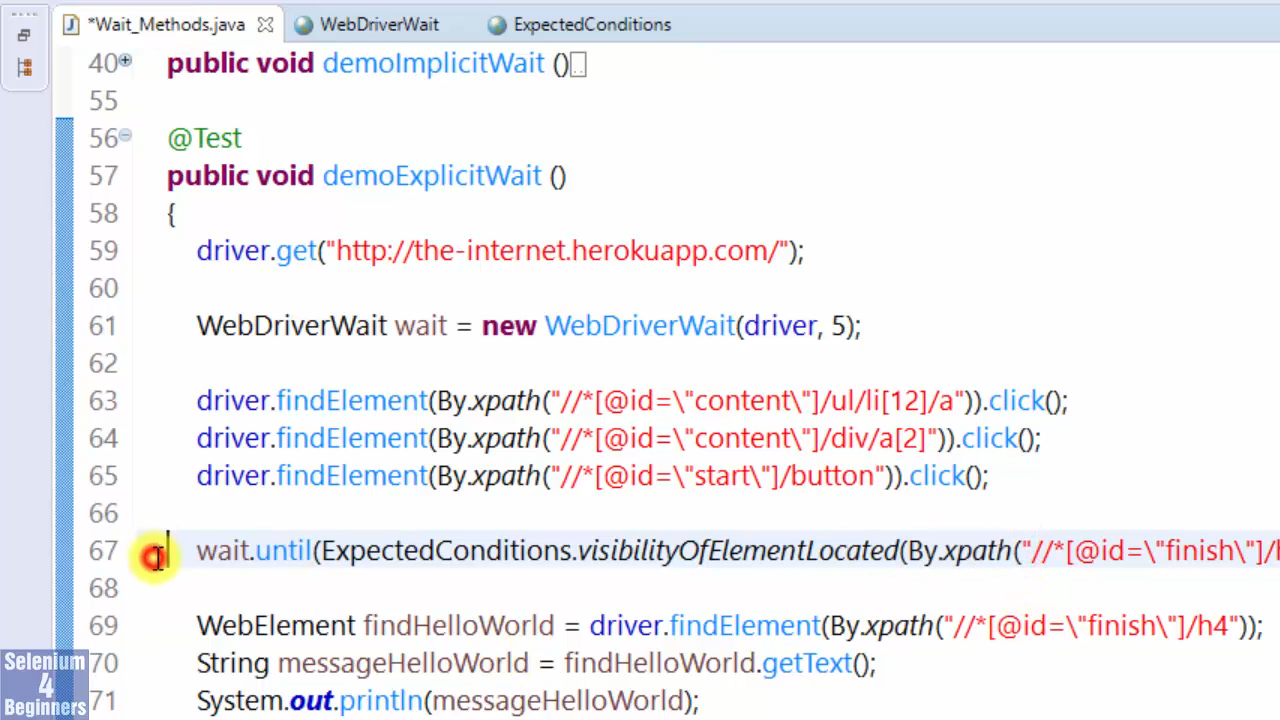 *Wait_Methods.java WebDriverWait ExpectedConditions
40 public void demoImplicitWait ()
55
56 @Test
57 public void demoExplicitWait ()
58 {
59 driver.get("http://the-internet.herokuapp.com/");
60
61 WebDriverWait wait = new WebDriverWait(driver, 5);
62
63 driver.findElement(By.xpath("//*[@id=\"content\"]/ul/li[12]/a")).click();
64 driver.findElement(By.xpath("//*[@id=\"content\"]/div/a[2]")).click();
65 driver.findElement(By.xpath("//*[@id=\"start\"]/button")).click();
66
67 wait.until(ExpectedConditions.visibilityOfElementLocated(By.xpath("//*[@id=\"finish\"]/h
68
69 WebElement findHelloWorld = driver.findElement(By.xpath("//*[@id=\"finish\"]/h4"));
70 String messageHelloWorld = findHelloWorld.getText();
71 System.out.println(messageHelloWorld);
Selenium
4
Beginners